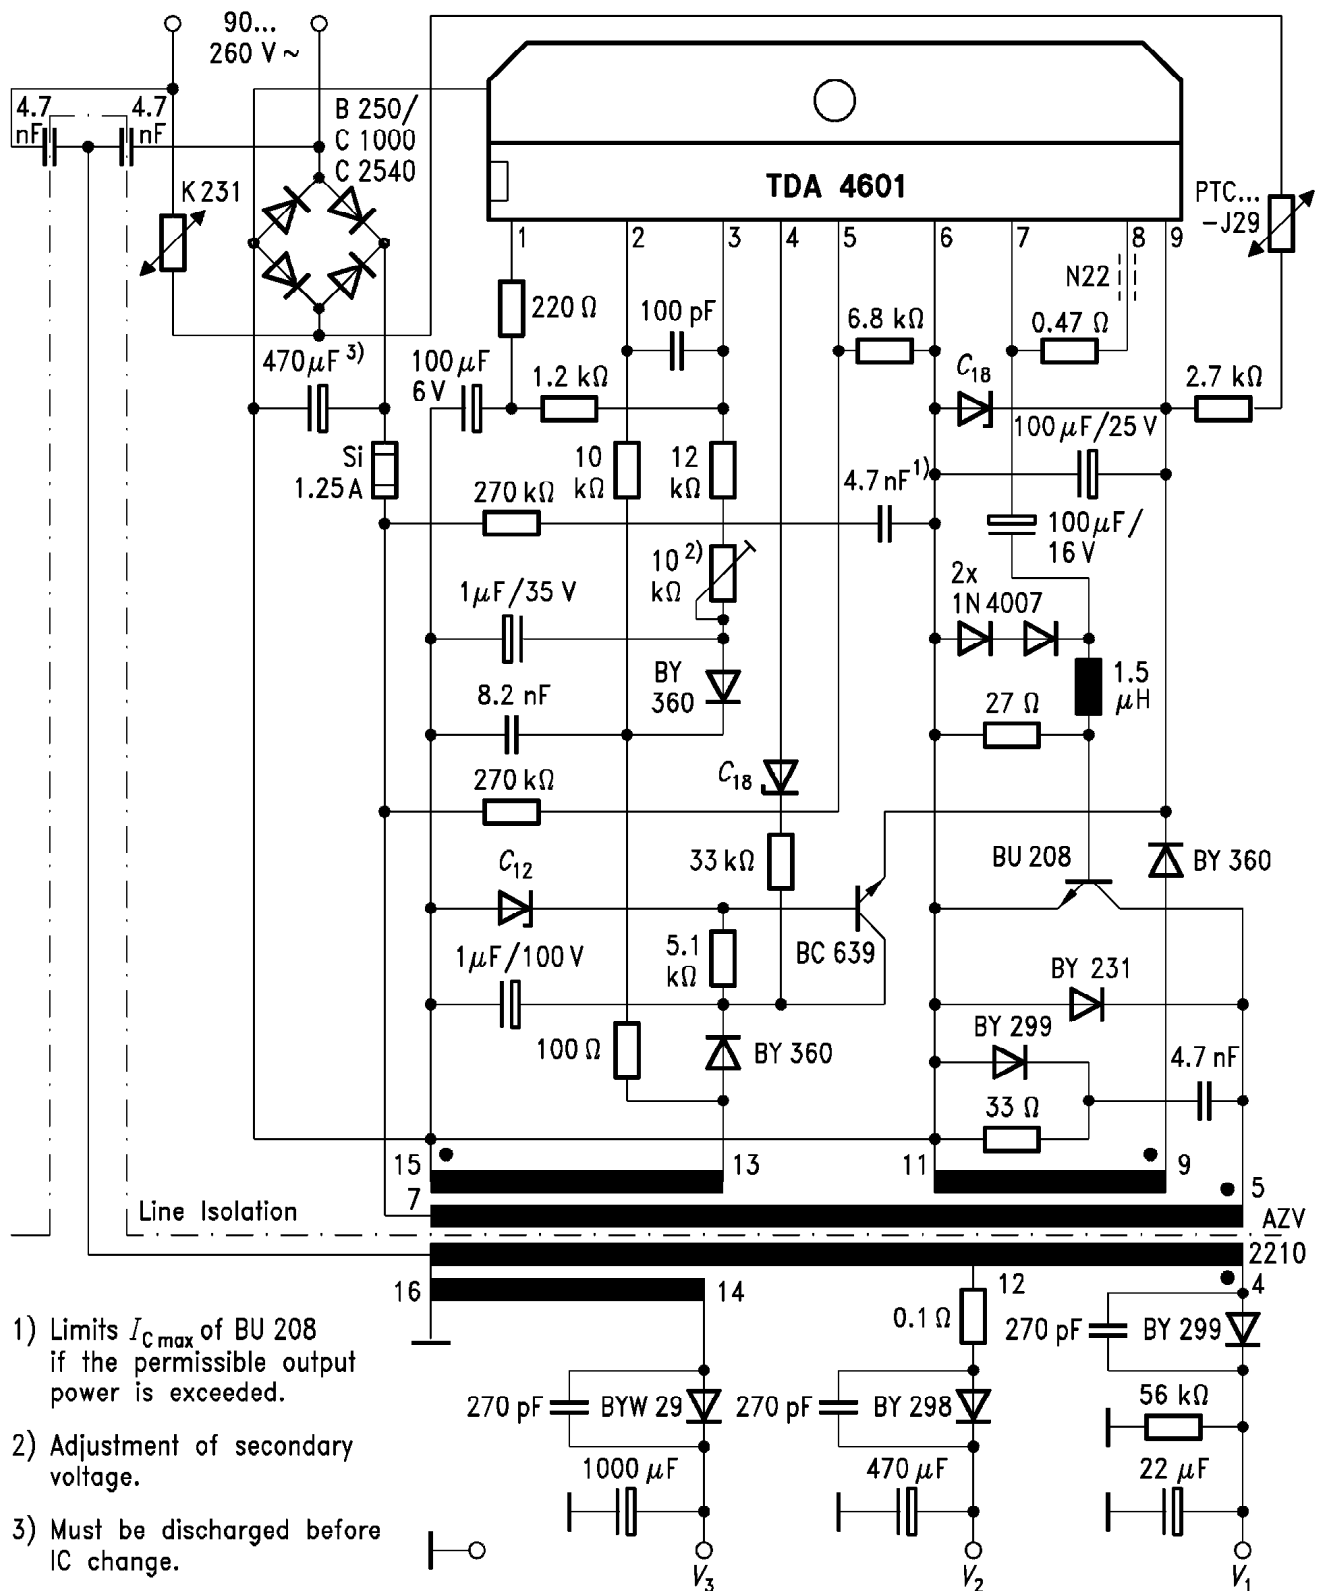 90...
260 V ~
4.7
nF
4.7
nF
B 250/
C 1000
C 2540
K 231
TDA 4601
PTC...
-J29
1
2
3
4
5
6
7
8
9
N22
220 Ω
100 pF
6.8 kΩ
0.47 Ω
470 µF 3)
100 µF
6 V
1.2 kΩ
C18
2.7 kΩ
100 µF/25 V
Si
1.25 A
10
kΩ
12
kΩ
270 kΩ
4.7 nF 1)
100 µF/
16 V
10 2)
kΩ
1 µF/35 V
2x
1N 4007
BY
360
1.5
µH
8.2 nF
27 Ω
C18
270 kΩ
33 kΩ
BU 208
BY 360
C12
5.1
kΩ
BC 639
1 µF/100 V
BY 231
BY 299
100 Ω
BY 360
4.7 nF
33 Ω
15
13
11
9
7
5
Line Isolation
AZV
2210
16
14
12
4
0.1 Ω
270 pF
BY 299
1) Limits IC max of BU 208
if the permissible output
power is exceeded.
270 pF
BYW 29
270 pF
BY 298
56 kΩ
2) Adjustment of secondary
voltage.
1000 µF
470 µF
22 µF
3) Must be discharged before
IC change.
V3
V2
V1